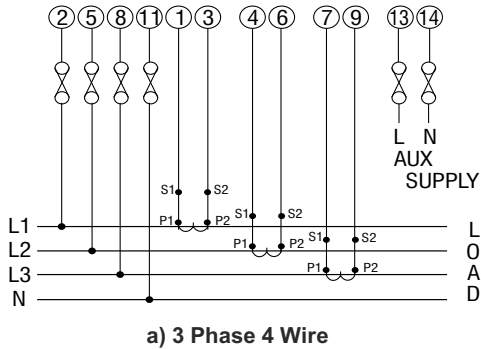 2 5 8 11 1 3 4 6 7 9 13 14
L N
AUX
SUPPLY
S1 S2
L1 P1 P2 S1 S2 L
L2 P1 P2 S1 S2 O
L3 P1 P2 A
N D
a) 3 Phase 4 Wire